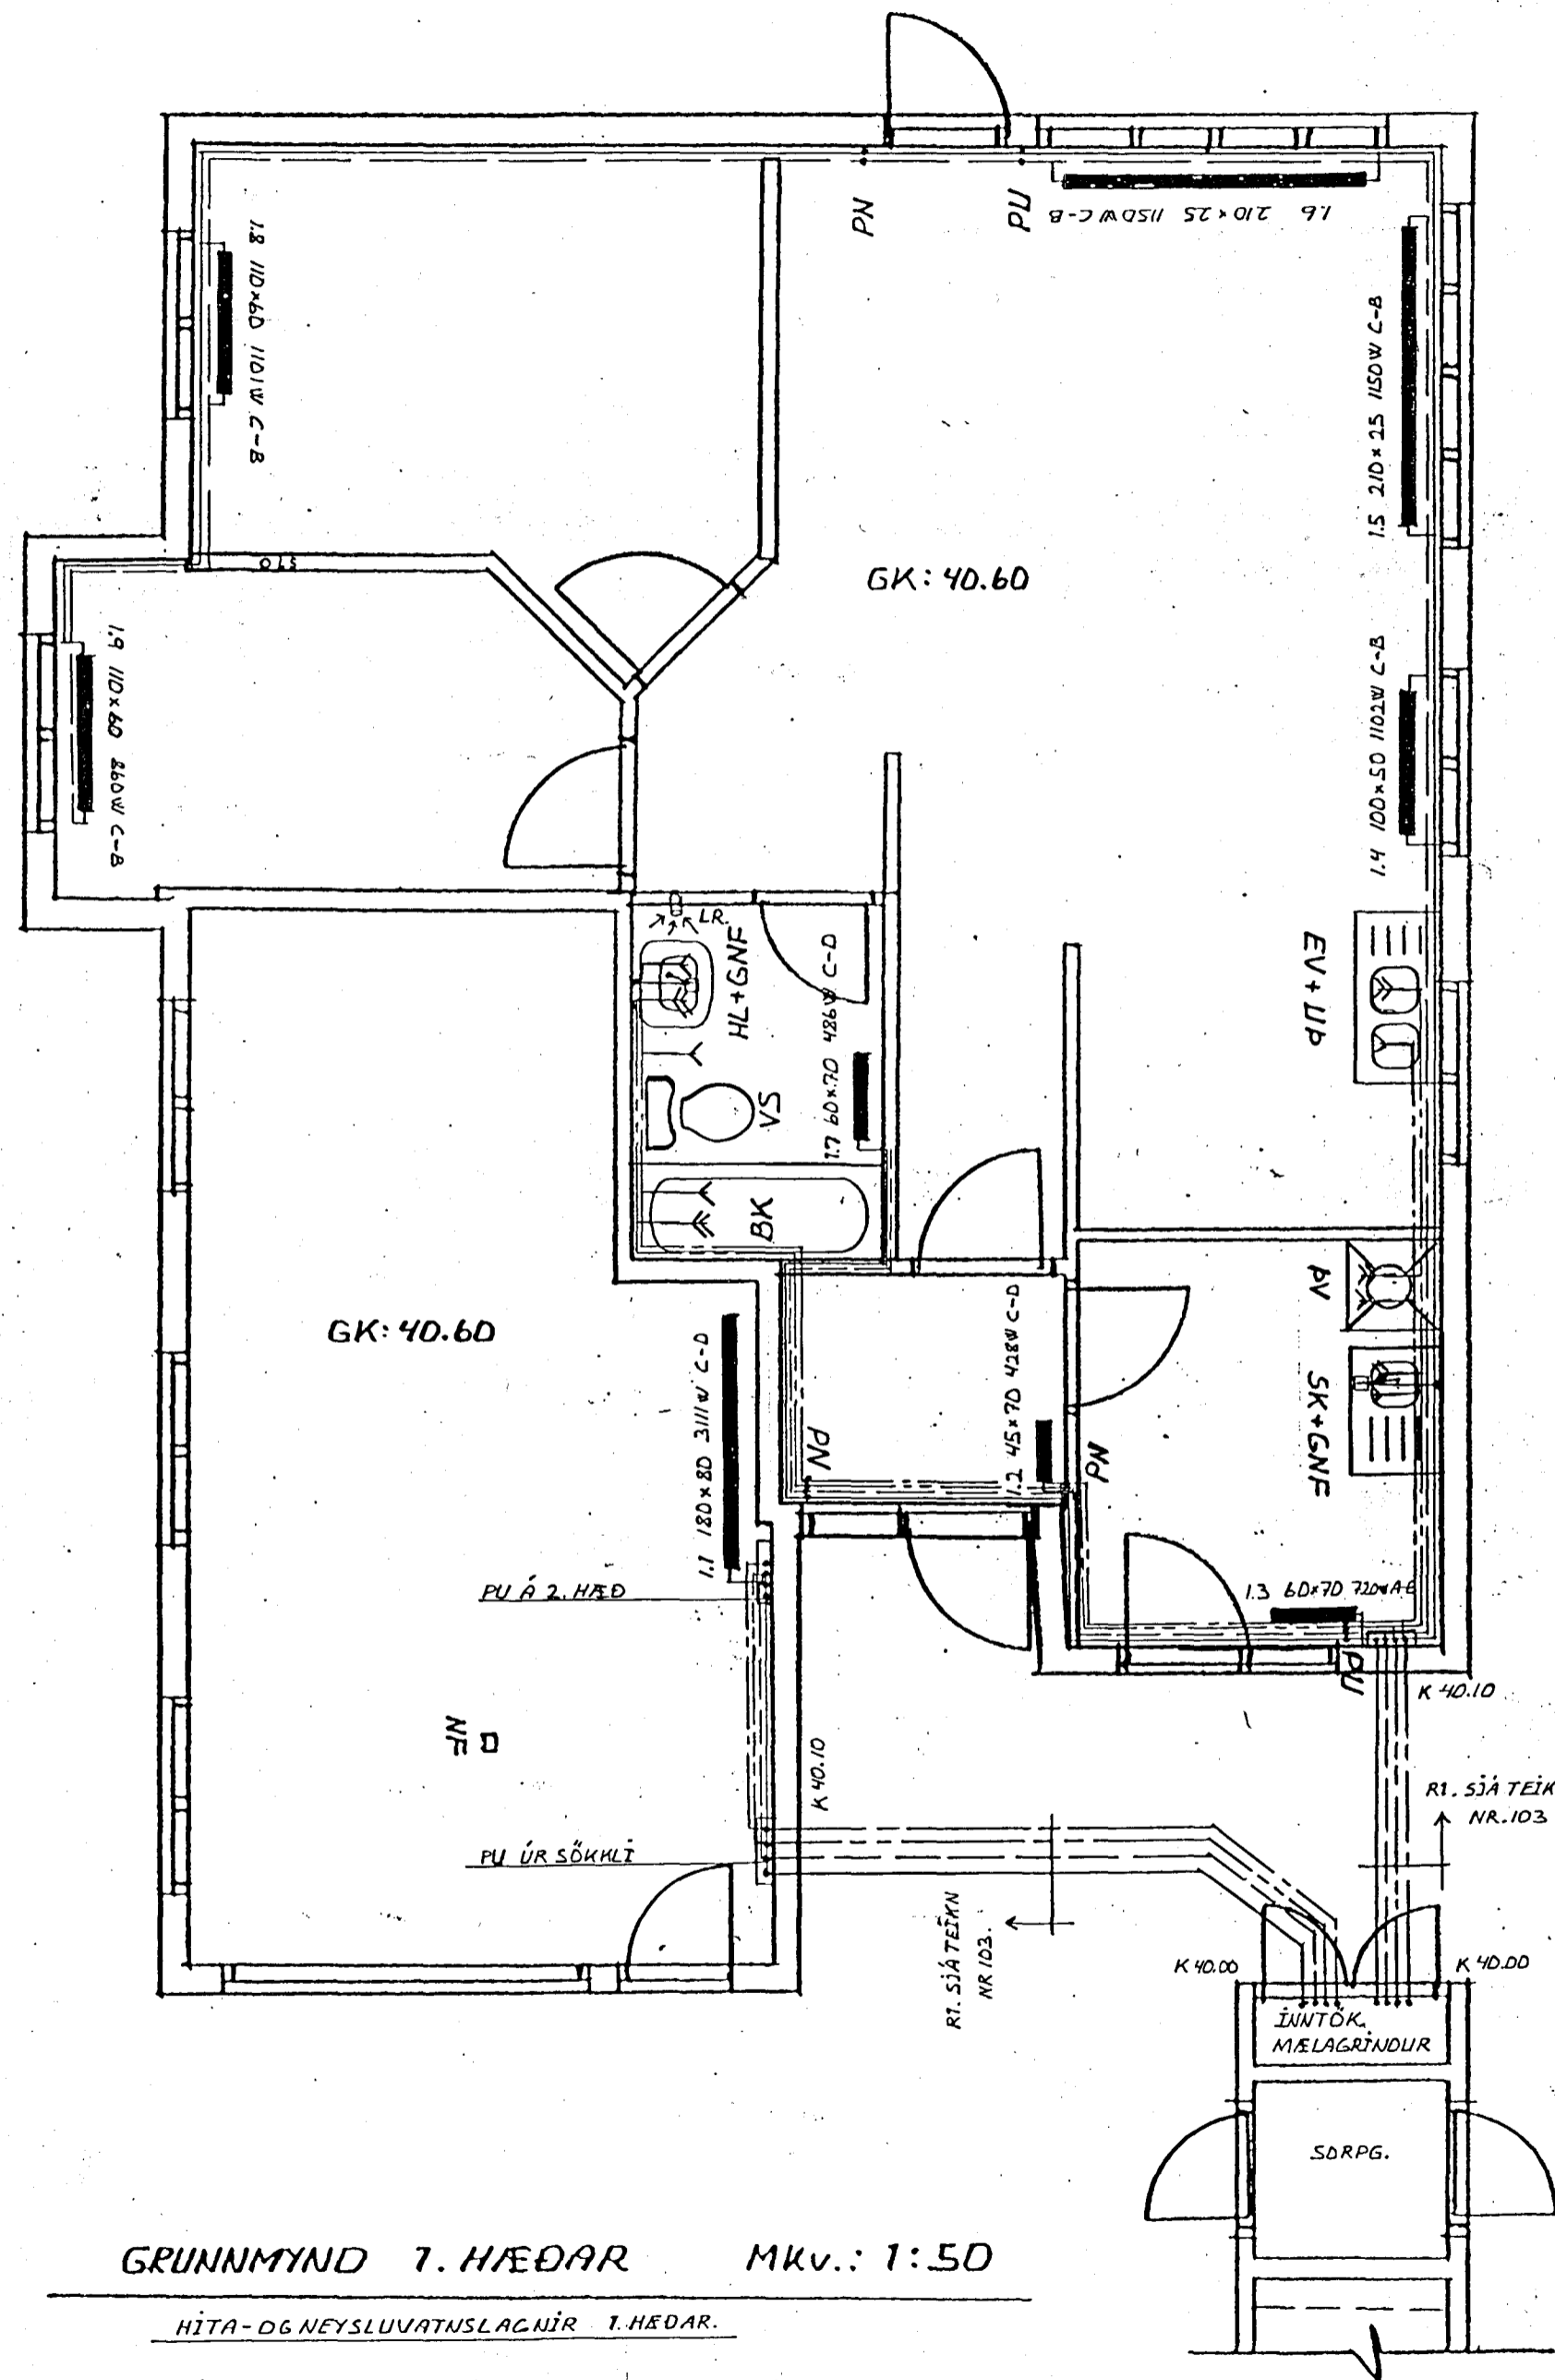 PN
PU
1.6 210×25 1150W C-B
1.8 110×60 1101W C-B
1.5 210×25 1150W C-B
GK: 40.60
1.9 110×60 860W C-B
1.4 100×50 1102W C-B
LR.
HL+GNF
1.7 60×70 486W C-D
EV+UÞ
VS
BK
ÞV
GK: 40.60
1.1 180×80 3111W C-D
1.2 45×70 428W C-D
SK+GNF
PN
PN
PU Á 2. HÆÐ
1.3 60×70 720W A-B
PU
K 40.10
NF
K 40.10
R1. SJÁ TEIK
NR. 103
PU ÚR SÖKKLI
R1. SJÁ TEIKN
NR 103.
K 40.00
K 40.00
INNTÖK.
MÆLAGRINDUR
SORPG.
GRUNNMYND 1. HÆÐAR MKV.: 1:50
HITA- OG NEYSLUVATNSLAGNIR 1. HÆÐAR.